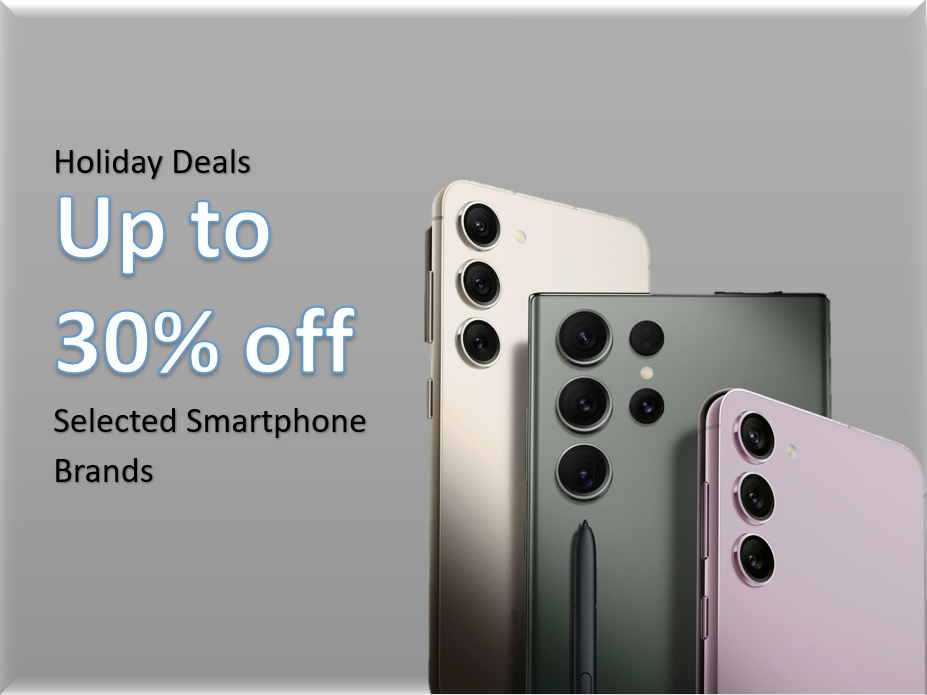 Holiday Deals
Up to
30% off
Selected Smartphone
Brands